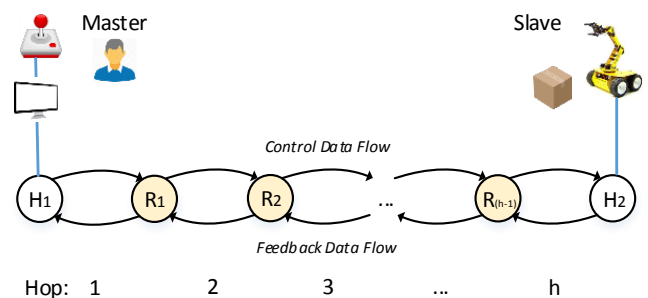 Master
Slave
Control Data Flow
H1
R1
R2
...
R(h-1)
H2
Feedback Data Flow
Hop: 1 2 3 ... h